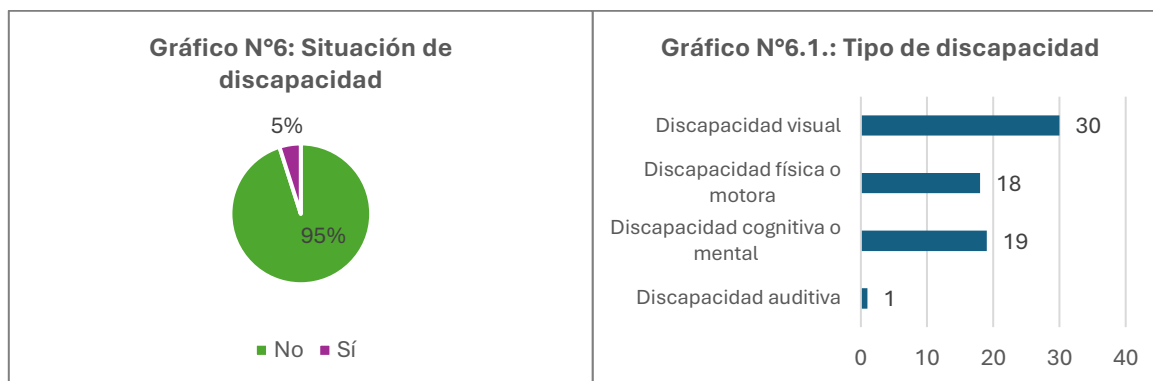 Gráfico N°6: Situación de
discapacidad
5%
95%
No Sí
Gráfico N°6.1.: Tipo de discapacidad
Discapacidad visual 30
Discapacidad física o
motora 18
Discapacidad cognitiva o
mental 19
Discapacidad auditiva 1
0 10 20 30 40